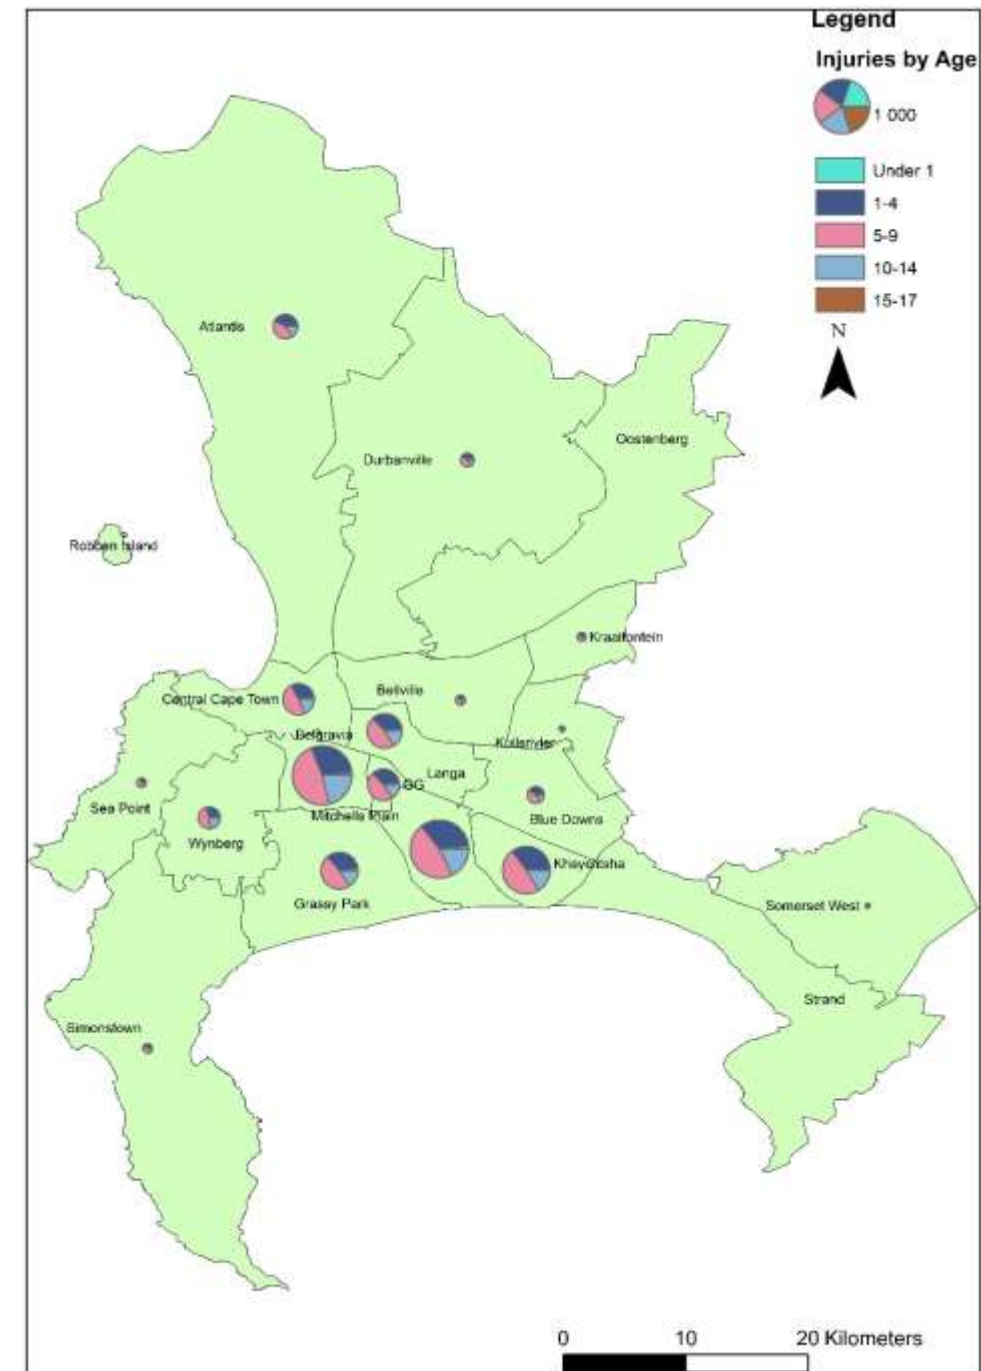 Legend
Injuries by Age
1 000
Under 1
1-4
5-9
10-14
15-17
N
Atlantis
Oostenberg
Durbanville
Robben Island
Kraaifontein
Bellville
Central Cape Town
Belgravia
Kuilsrivier
Langa
GG
Sea Point
Mitchells Plain
Blue Downs
Wynberg
Khayelitsha
Grassy Park
Somerset West
Strand
Simonstown
0 10 20 Kilometers